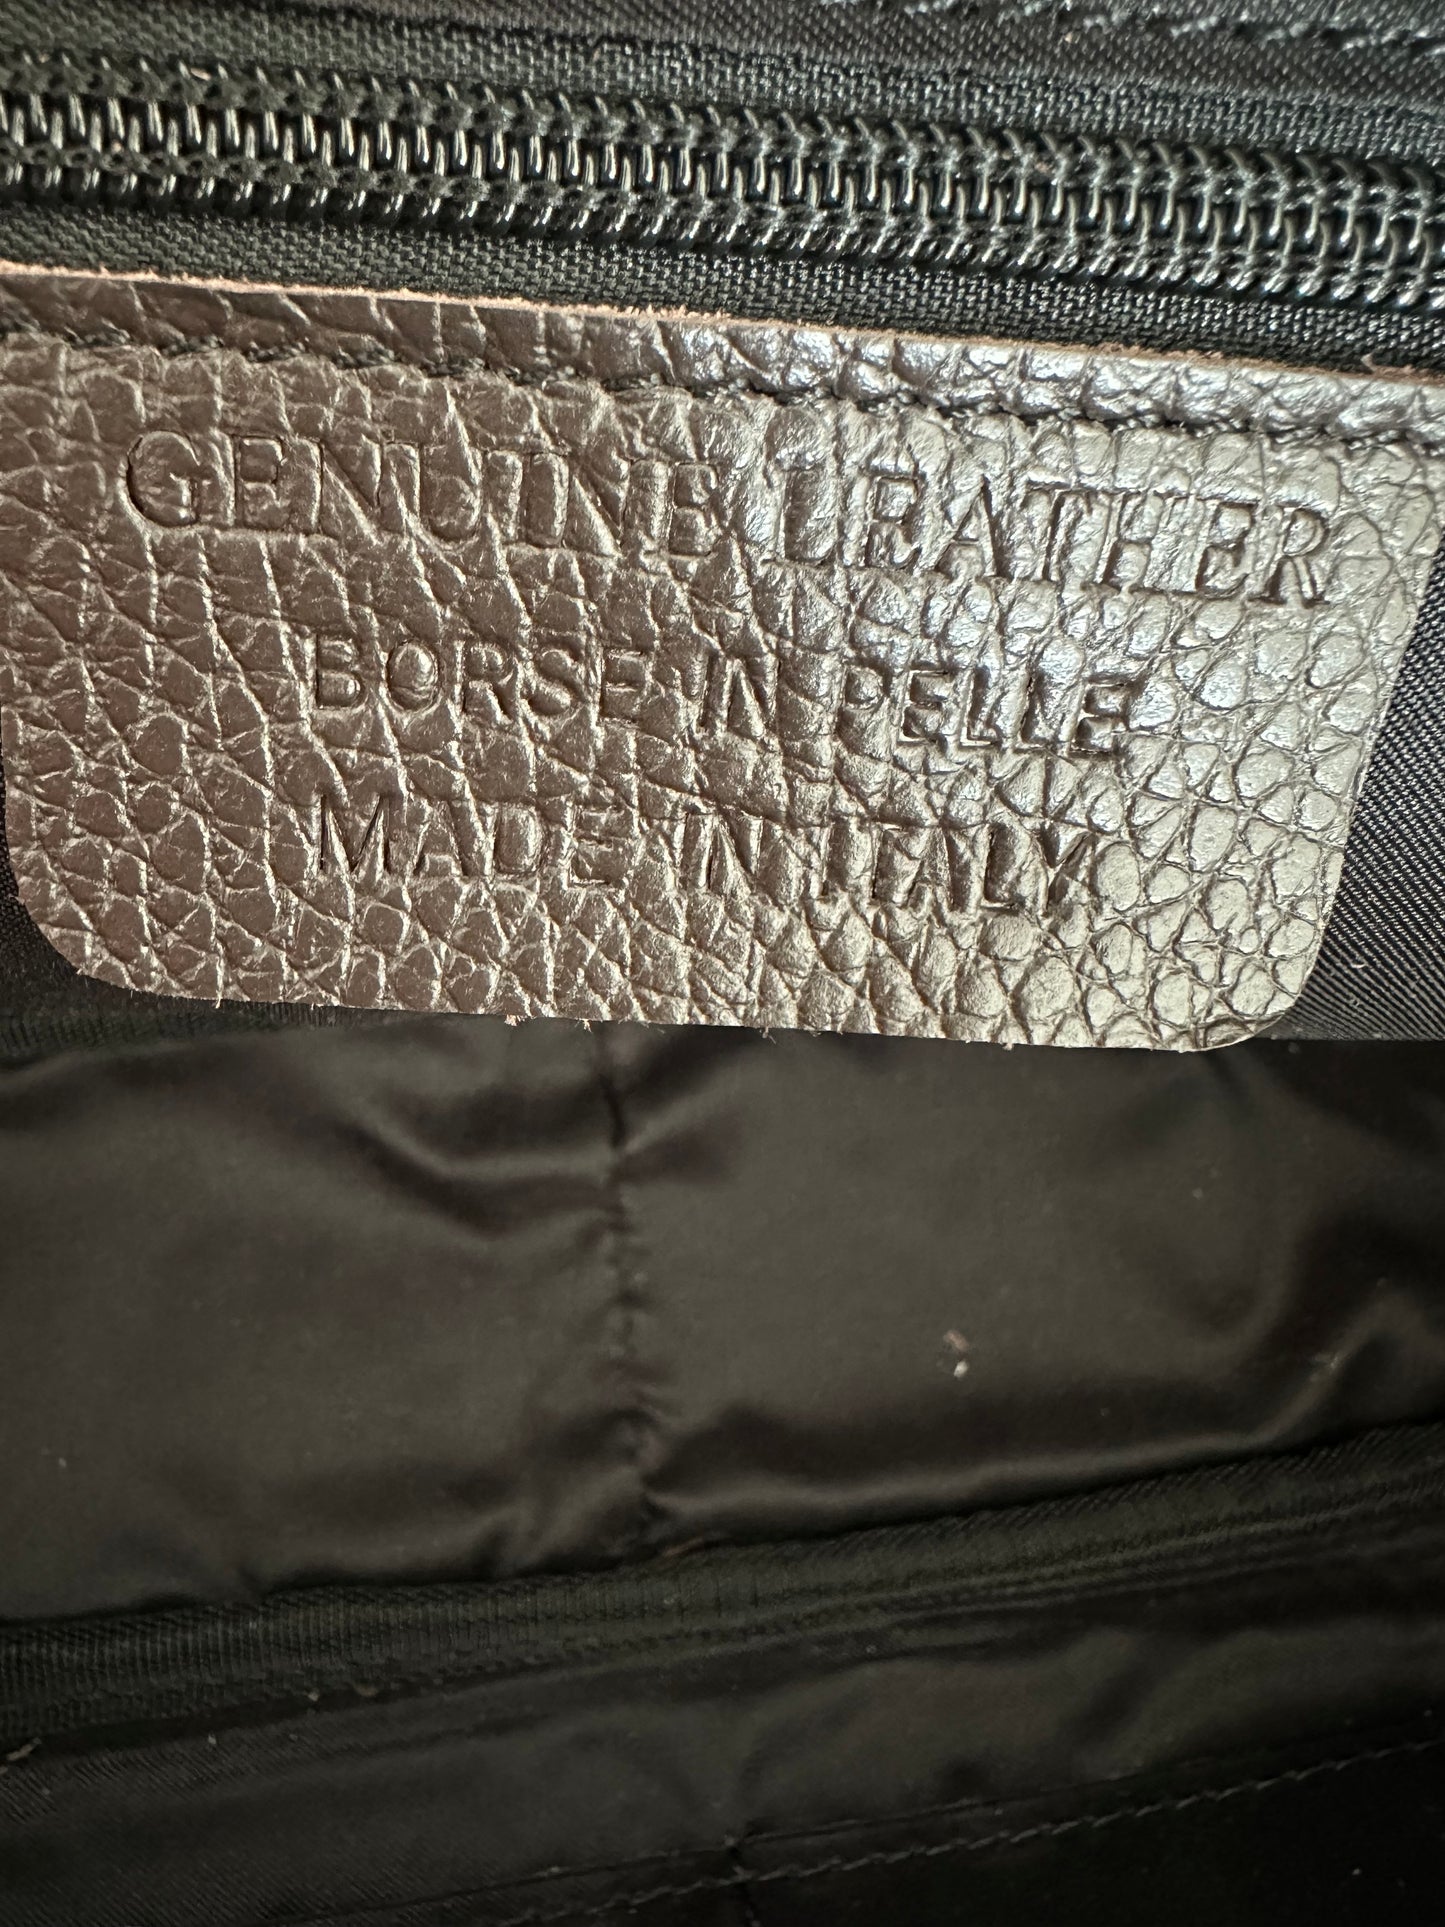 GENUINE LEATHER
BORSE IN PELLE
MADE IN ITALY